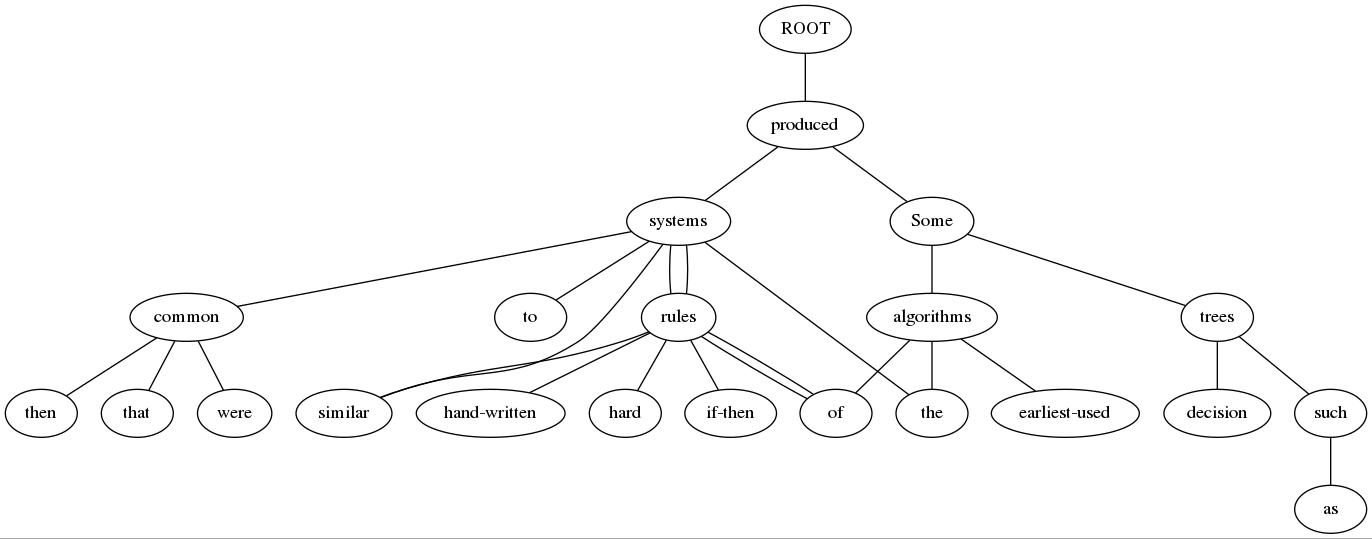 ROOT
produced
systems Some
common to rules algorithms trees
then that were similar hand-written hard if-then of the earliest-used decision such
as